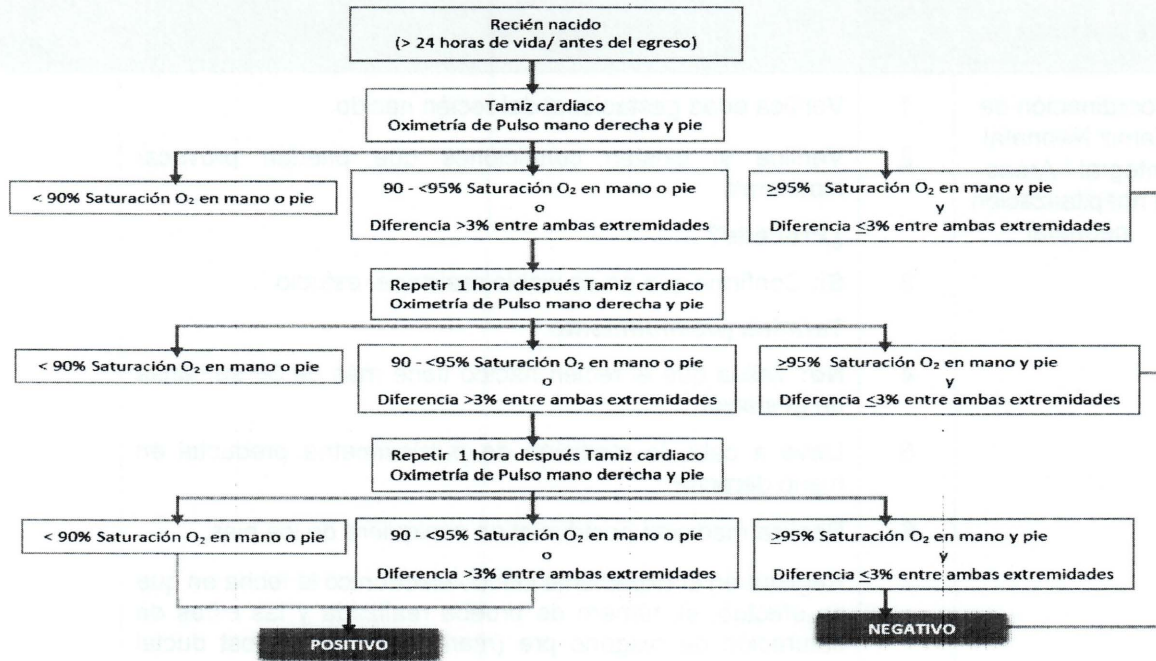 Recién nacido
(> 24 horas de vida/ antes del egreso)
Tamiz cardiaco
Oximetría de Pulso mano derecha y pie
< 90% Saturación O₂ en mano o pie
90 - <95% Saturación O₂ en mano o pie
o
Diferencia >3% entre ambas extremidades
≥95% Saturación O₂ en mano y pie
y
Diferencia ≤3% entre ambas extremidades
Repetir 1 hora después Tamiz cardiaco
Oximetría de Pulso mano derecha y pie
< 90% Saturación O₂ en mano o pie
90 - <95% Saturación O₂ en mano o pie
o
Diferencia >3% entre ambas extremidades
≥95% Saturación O₂ en mano y pie
y
Diferencia ≤3% entre ambas extremidades
Repetir 1 hora después Tamiz cardiaco
Oximetría de Pulso mano derecha y pie
< 90% Saturación O₂ en mano o pie
90 - <95% Saturación O₂ en mano o pie
o
Diferencia >3% entre ambas extremidades
≥95% Saturación O₂ en mano y pie
y
Diferencia ≤3% entre ambas extremidades
POSITIVO
NEGATIVO